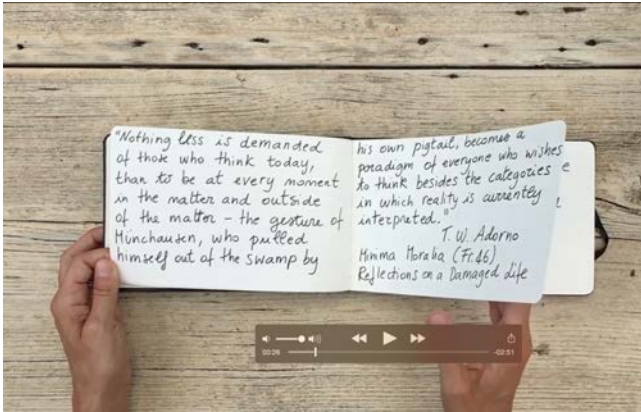 "Nothing less is demanded
of those who think today,
than to be at every moment
in the matter and outside
of the matter – the gesture of
Münchausen, who pulled
himself out of the swamp by
his own pigtail, becomes a
paradigm of everyone who wishes
to think besides the categories
in which reality is currently
interpreted."
T. W. Adorno
Minima Moralia (Fr.46)
Reflections on a Damaged Life
00:26
-02:51